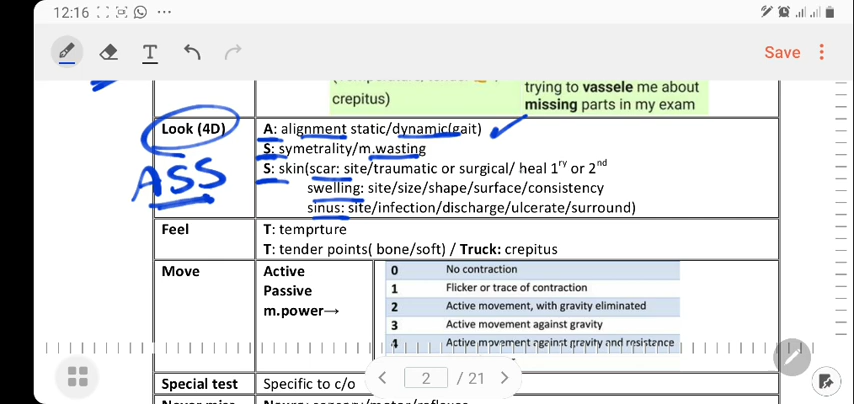 12:16
Save
trying to vassele me about
crepitus)
missing parts in my exam
Look (4D)
A: alignment static/dynamic(gait)
S: symetrality/m.wasting
S: skin(scar: site/traumatic or surgical/ heal 1ry or 2nd
swelling: site/size/shape/surface/consistency
sinus: site/infection/discharge/ulcerate/surround)
ASS
Feel
T: temprture
T: tender points( bone/soft) / Truck: crepitus
Move
Active
Passive
m.power→
0 No contraction
1 Flicker or trace of contraction
2 Active movement, with gravity eliminated
3 Active movement against gravity
4 Active movement against gravity and resistance
Special test
Specific to c/o
2 / 21